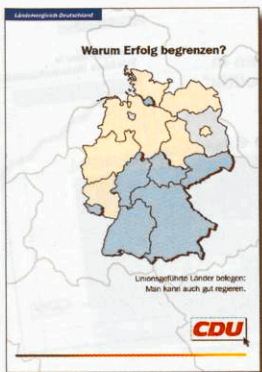 Ländervergleich Deutschland
Warum Erfolg begrenzen?
Unionsgeführte Länder belegen:
Man kann auch gut regieren.
CDU